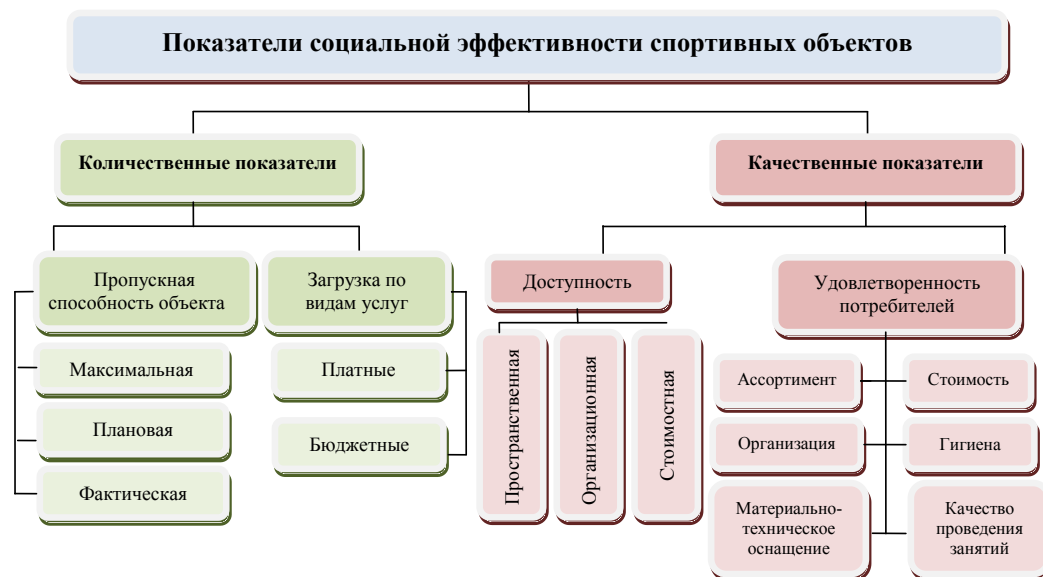 Показатели социальной эффективности спортивных объектов
Количественные показатели
Качественные показатели
Пропускная
способность объекта
Загрузка по
видам услуг
Доступность
Удовлетворенность
потребителей
Максимальная
Плановая
Фактическая
Платные
Бюджетные
Пространственная
Организационная
Стоимостная
Ассортимент
Стоимость
Организация
Гигиена
Материально-
техническое
оснащение
Качество
проведения
занятий